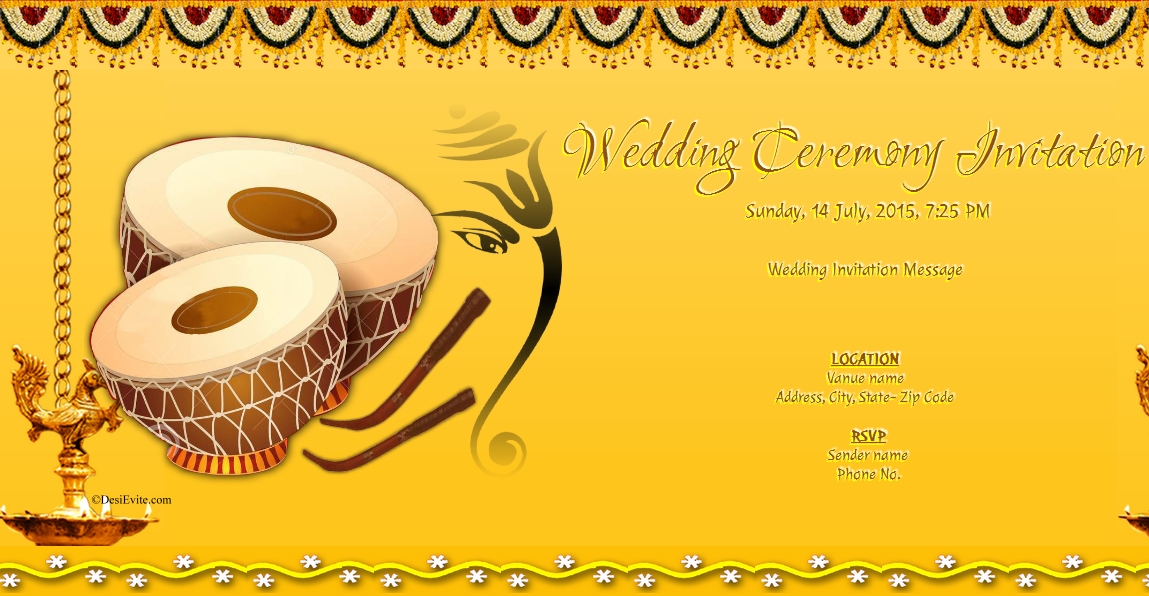 Wedding Ceremony Invitation
Sunday, 14 July, 2015, 7:25 PM
Wedding Invitation Message
LOCATION
Vanue name
Address, City, State- Zip Code
RSVP
Sender name
Phone No.
©DesiEvite.com